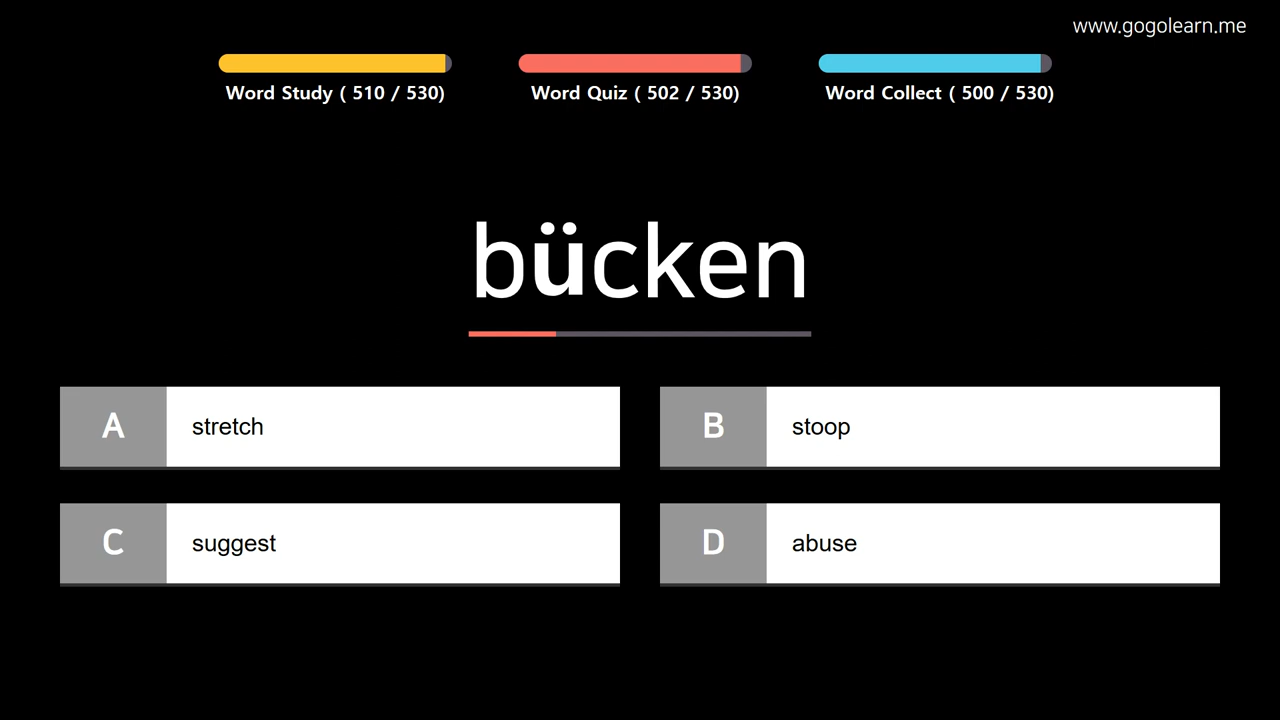 www.gogolearn.me
Word Study ( 510 / 530)
Word Quiz ( 502 / 530)
Word Collect ( 500 / 530)
bücken
A stretch
B stoop
C suggest
D abuse